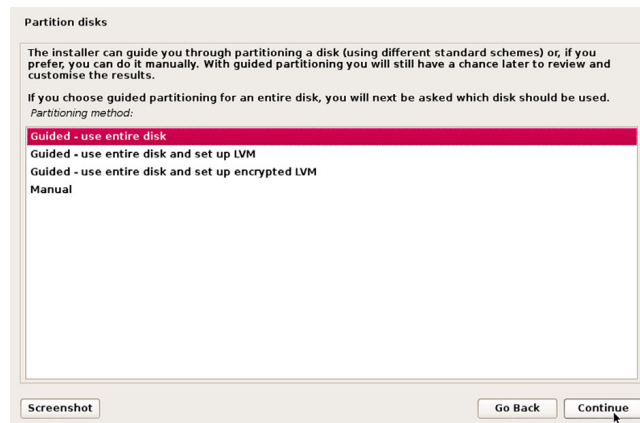 Partition disks
The installer can guide you through partitioning a disk (using different standard schemes) or, if you
prefer, you can do it manually. With guided partitioning you will still have a chance later to review and
customise the results.
If you choose guided partitioning for an entire disk, you will next be asked which disk should be used.
Partitioning method:
Guided - use entire disk
Guided - use entire disk and set up LVM
Guided - use entire disk and set up encrypted LVM
Manual
Screenshot
Go Back
Continue